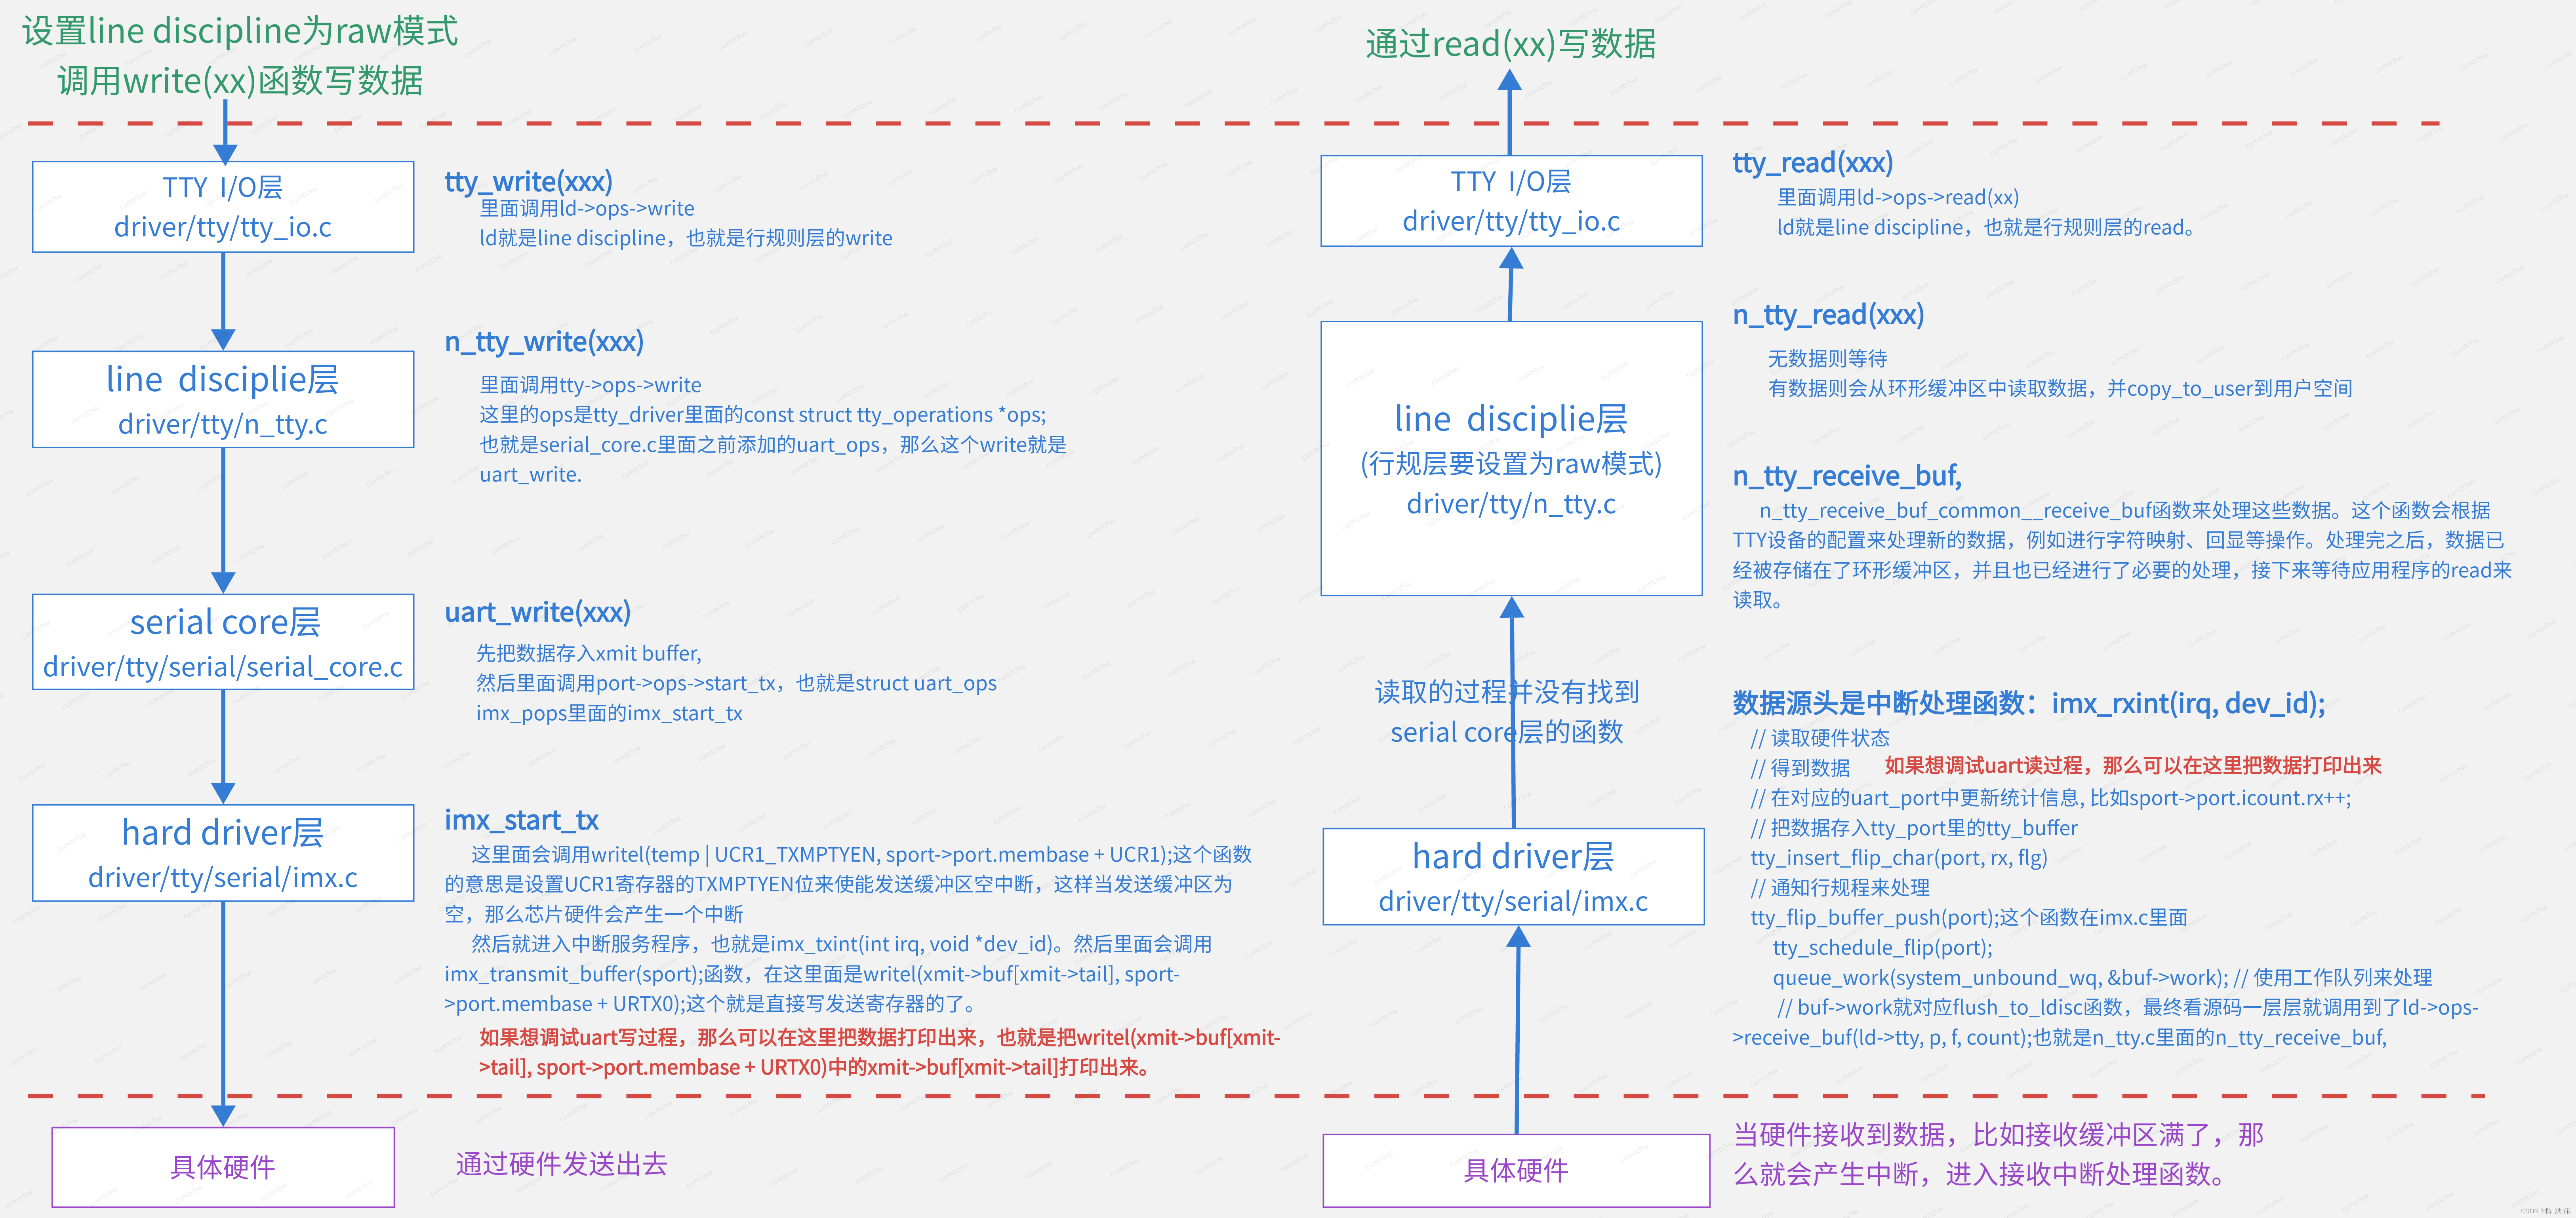 设置line discipline为raw模式
调用write(xx)函数写数据
TTY I/O层
driver/tty/tty_io.c
tty_write(xxx)
里面调用ld->ops->write
ld就是line discipline，也就是行规则层的write
line disciplie层
driver/tty/n_tty.c
n_tty_write(xxx)
里面调用tty->ops->write
这里的ops是tty_driver里面的const struct tty_operations *ops;
也就是serial_core.c里面之前添加的uart_ops，那么这个write就是
uart_write.
serial core层
driver/tty/serial/serial_core.c
uart_write(xxx)
先把数据存入xmit buffer,
然后里面调用port->ops->start_tx，也就是struct uart_ops
imx_pops里面的imx_start_tx
hard driver层
driver/tty/serial/imx.c
imx_start_tx
这里面会调用writel(temp | UCR1_TXMPTYEN, sport->port.membase + UCR1);这个函数
的意思是设置UCR1寄存器的TXMPTYEN位来使能发送缓冲区空中断，这样当发送缓冲区为
空，那么芯片硬件会产生一个中断
然后就进入中断服务程序，也就是imx_txint(int irq, void *dev_id)。然后里面会调用
imx_transmit_buffer(sport);函数，在这里面是writel(xmit->buf[xmit->tail], sport-
>port.membase + URTX0);这个就是直接写发送寄存器的了。
如果想调试uart写过程，那么可以在这里把数据打印出来，也就是把writel(xmit->buf[xmit-
>tail], sport->port.membase + URTX0)中的xmit->buf[xmit->tail]打印出来。
具体硬件
通过硬件发送出去
通过read(xx)写数据
TTY I/O层
driver/tty/tty_io.c
tty_read(xxx)
里面调用ld->ops->read(xx)
ld就是line discipline，也就是行规则层的read。
line disciplie层
(行规层要设置为raw模式)
driver/tty/n_tty.c
n_tty_read(xxx)
无数据则等待
有数据则会从环形缓冲区中读取数据，并copy_to_user到用户空间
n_tty_receive_buf,
n_tty_receive_buf_common__receive_buf函数来处理这些数据。这个函数会根据
TTY设备的配置来处理新的数据，例如进行字符映射、回显等操作。处理完之后，数据已
经被存储在了环形缓冲区，并且也已经进行了必要的处理，接下来等待应用程序的read来
读取。
读取的过程并没有找到
serial core层的函数
hard driver层
driver/tty/serial/imx.c
数据源头是中断处理函数：imx_rxint(irq, dev_id);
// 读取硬件状态
// 得到数据 如果想调试uart读过程，那么可以在这里把数据打印出来
// 在对应的uart_port中更新统计信息, 比如sport->port.icount.rx++;
// 把数据存入tty_port里的tty_buffer
tty_insert_flip_char(port, rx, flg)
// 通知行规程来处理
tty_flip_buffer_push(port);这个函数在imx.c里面
tty_schedule_flip(port);
queue_work(system_unbound_wq, &buf->work); // 使用工作队列来处理
// buf->work就对应flush_to_ldisc函数，最终看源码一层层就调用到了ld->ops-
>receive_buf(ld->tty, p, f, count);也就是n_tty.c里面的n_tty_receive_buf,
具体硬件
当硬件接收到数据，比如接收缓冲区满了，那
么就会产生中断，进入接收中断处理函数。
CSDN @陈 洪 伟